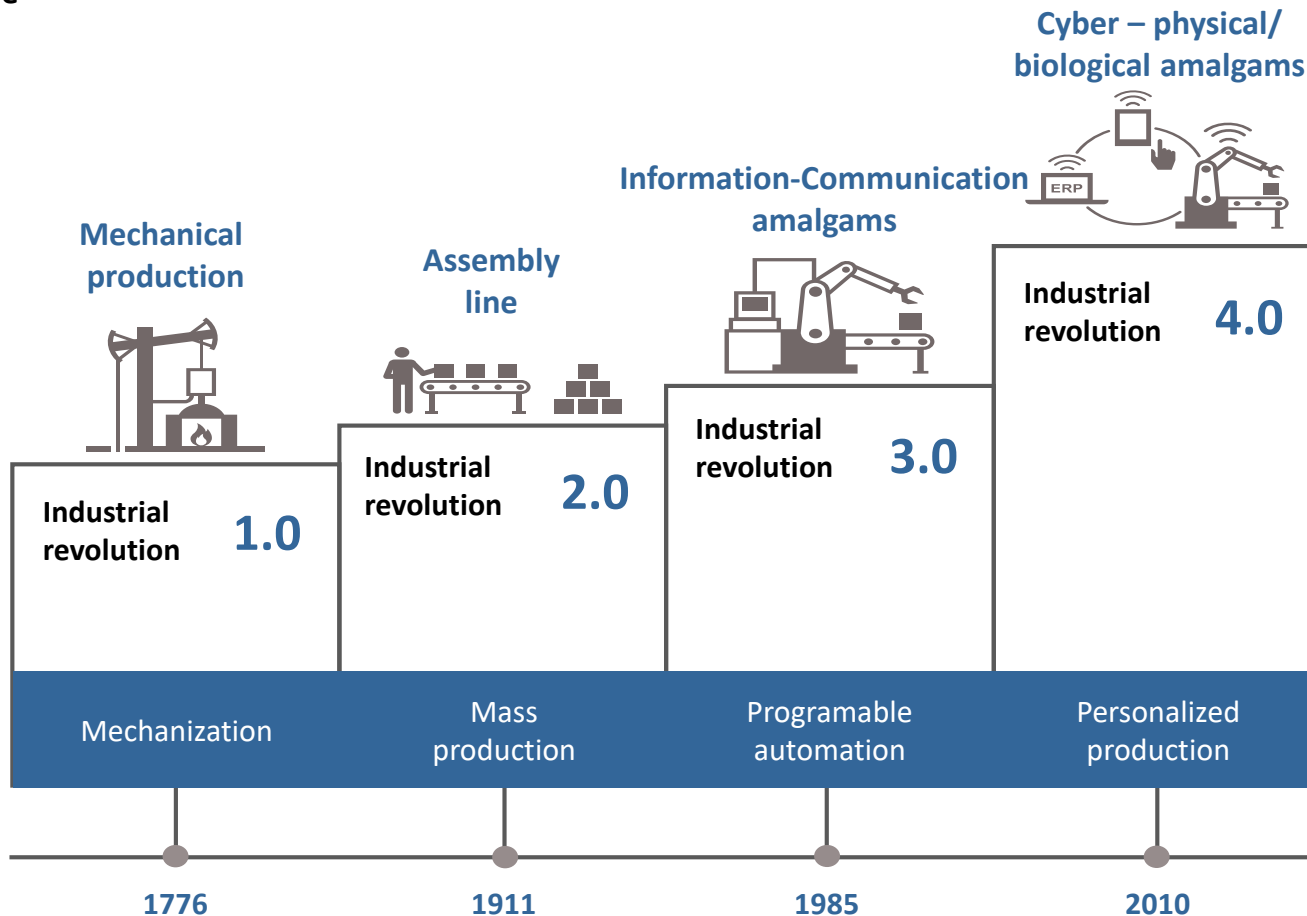 Cyber – physical/
biological amalgams
ERP
Information-Communication
amalgams
Mechanical
production
Assembly
line
Industrial
revolution
4.0
Industrial
revolution
3.0
Industrial
revolution
2.0
Industrial
revolution
1.0
Mechanization
Mass
production
Programable
automation
Personalized
production
1776
1911
1985
2010